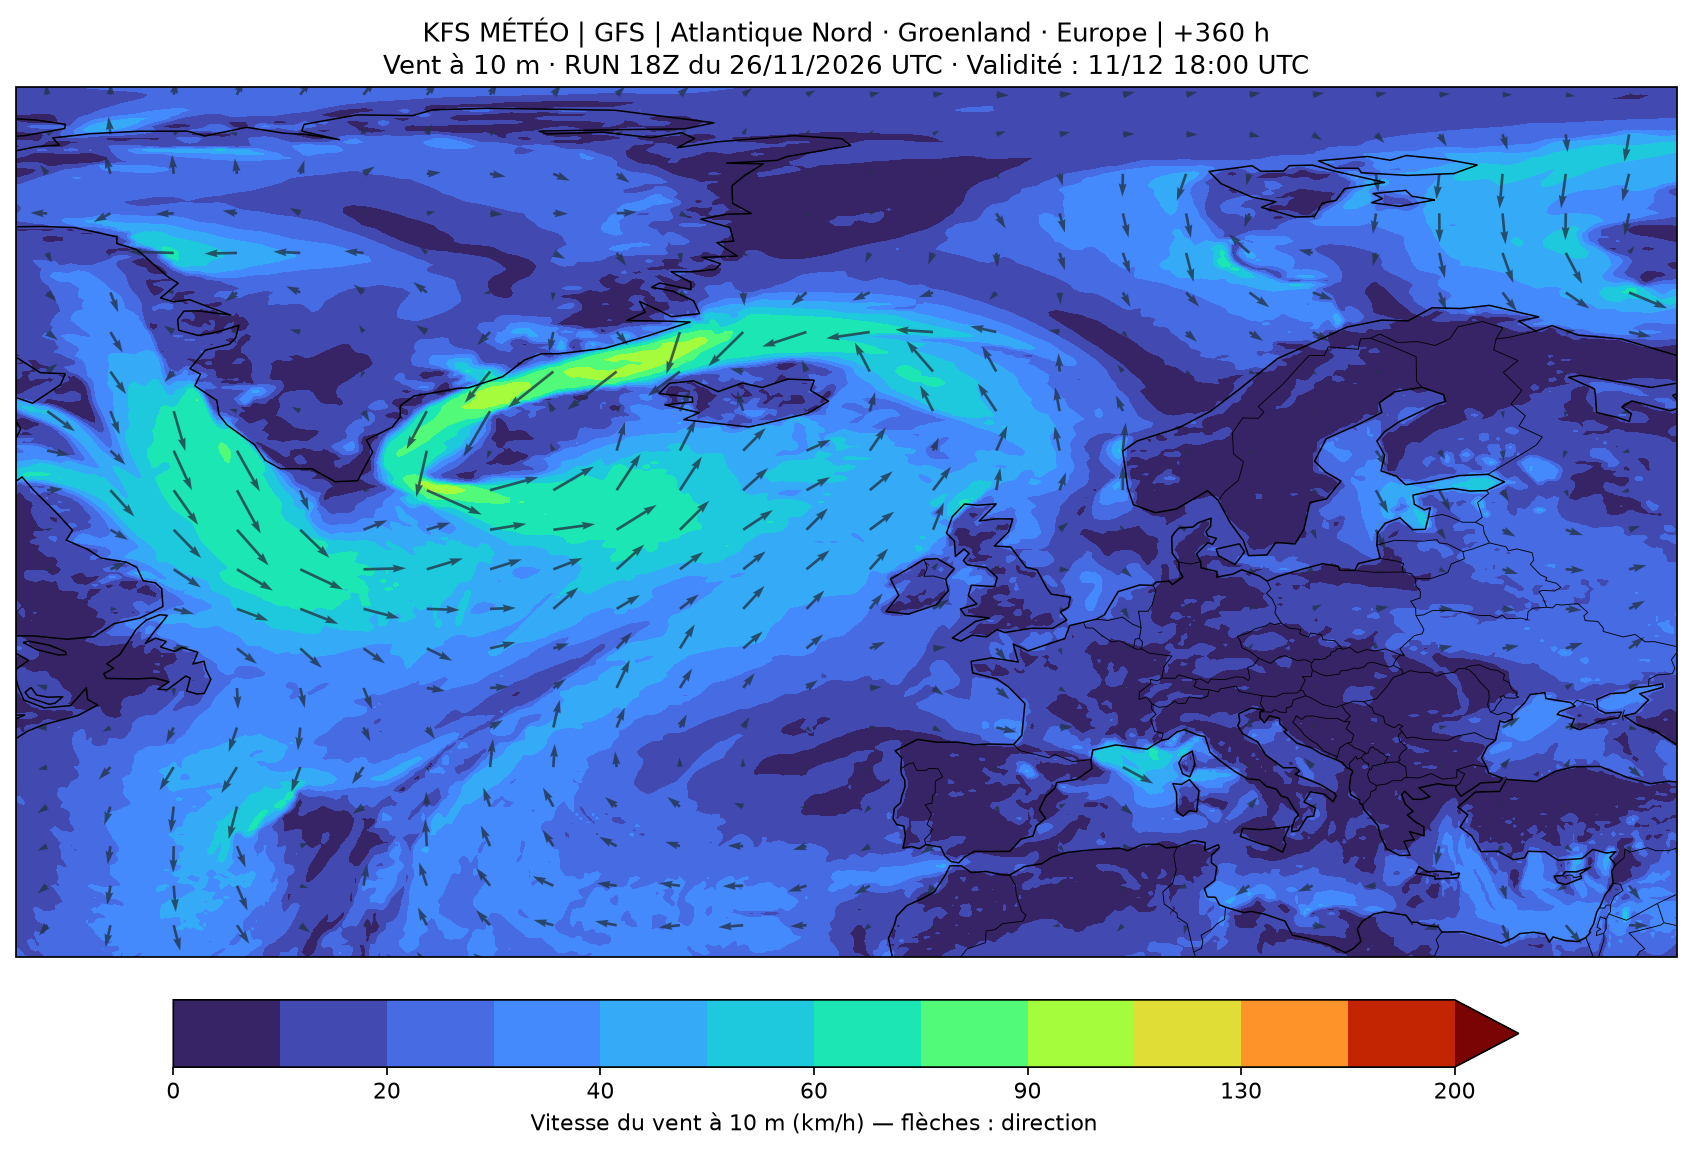 KFS MÉTÉO | GFS | Atlantique Nord · Groenland · Europe | +360 h
Vent à 10 m · RUN 18Z du 26/11/2026 UTC · Validité : 11/12 18:00 UTC
0 20 40 60 90 130 200
Vitesse du vent à 10 m (km/h) — flèches : direction